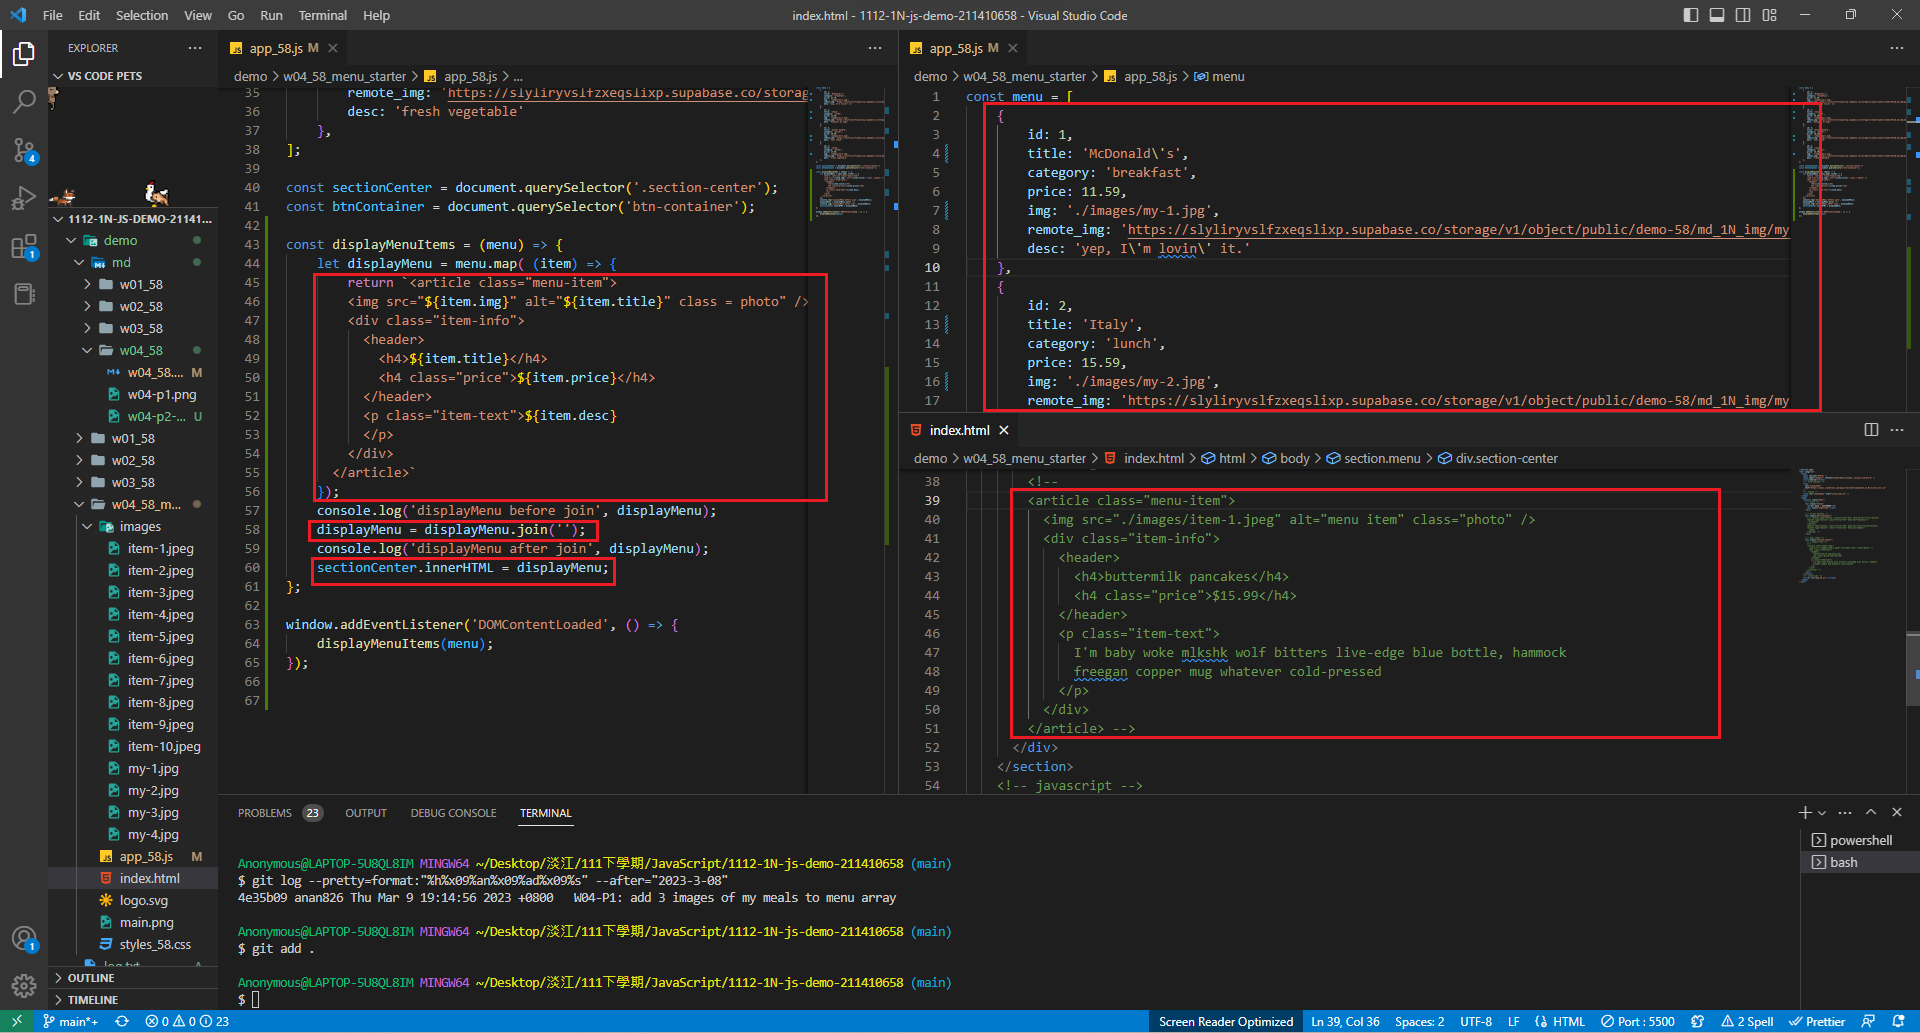 File Edit Selection View Go Run Terminal Help
index.html - 1112-1N-js-demo-211410658 - Visual Studio Code
EXPLORER
VS CODE PETS
4
1
1
1112-1N-JS-DEMO-21141...
demo
md
w01_58
w02_58
w03_58
w04_58
w04_58.... M
w04-p1.png
w04-p2-... U
w01_58
w02_58
w03_58
w04_58_m...
images
item-1.jpeg
item-2.jpeg
item-3.jpeg
item-4.jpeg
item-5.jpeg
item-6.jpeg
item-7.jpeg
item-8.jpeg
item-9.jpeg
item-10.jpeg
my-1.jpg
my-2.jpg
my-3.jpg
my-4.jpg
app_58.js M
index.html
logo.svg
main.png
styles_58.css
OUTLINE
TIMELINE
JS app_58.js M
demo > w04_58_menu_starter > JS app_58.js > ...
35 remote_img: 'https://slyliryvslfzxeqslixp.supabase.co/storag
36 desc: 'fresh vegetable'
37 },
38 ];
39
40 const sectionCenter = document.querySelector('.section-center');
41 const btnContainer = document.querySelector('btn-container');
42
43 const displayMenuItems = (menu) => {
44 let displayMenu = menu.map( (item) => {
45 return `<article class="menu-item">
46 <img src="${item.img}" alt="${item.title}" class = photo" />
47 <div class="item-info">
48 <header>
49 <h4>${item.title}</h4>
50 <h4 class="price">${item.price}</h4>
51 </header>
52 <p class="item-text">${item.desc}
53 </p>
54 </div>
55 </article>`
56 });
57 console.log('displayMenu before join', displayMenu);
58 displayMenu = displayMenu.join('');
59 console.log('displayMenu after join', displayMenu);
60 sectionCenter.innerHTML = displayMenu;
61 };
62
63 window.addEventListener('DOMContentLoaded', () => {
64 displayMenuItems(menu);
65 });
66
67
JS app_58.js M
demo > w04_58_menu_starter > JS app_58.js > menu
1 const menu = [
2 {
3 id: 1,
4 title: 'McDonald\'s',
5 category: 'breakfast',
6 price: 11.59,
7 img: './images/my-1.jpg',
8 remote_img: 'https://slyliryvslfzxeqslixp.supabase.co/storage/v1/object/public/demo-58/md_1N_img/my
9 desc: 'yep, I\'m lovin\' it.'
10 },
11 {
12 id: 2,
13 title: 'Italy',
14 category: 'lunch',
15 price: 15.59,
16 img: './images/my-2.jpg',
17 remote_img: 'https://slyliryvslfzxeqslixp.supabase.co/storage/v1/object/public/demo-58/md_1N_img/my
index.html
demo > w04_58_menu_starter > index.html > html > body > section.menu > div.section-center
38 <!--
39 <article class="menu-item">
40 <img src="./images/item-1.jpeg" alt="menu item" class="photo" />
41 <div class="item-info">
42 <header>
43 <h4>buttermilk pancakes</h4>
44 <h4 class="price">$15.99</h4>
45 </header>
46 <p class="item-text">
47 I'm baby woke mlkshk wolf bitters live-edge blue bottle, hammock
48 freegan copper mug whatever cold-pressed
49 </p>
50 </div>
51 </article> -->
52 </div>
53 </section>
54 <!-- javascript -->
PROBLEMS 23 OUTPUT DEBUG CONSOLE TERMINAL
Anonymous@LAPTOP-5U8QL8IM MINGW64 ~/Desktop/淡江/111下學期/JavaScript/1112-1N-js-demo-211410658 (main)
$ git log --pretty=format:"%h%x09%an%x09%ad%x09%s" --after="2023-3-08"
4e35b09 anan826 Thu Mar 9 19:14:56 2023 +0800 W04-P1: add 3 images of my meals to menu array
Anonymous@LAPTOP-5U8QL8IM MINGW64 ~/Desktop/淡江/111下學期/JavaScript/1112-1N-js-demo-211410658 (main)
$ git add .
Anonymous@LAPTOP-5U8QL8IM MINGW64 ~/Desktop/淡江/111下學期/JavaScript/1112-1N-js-demo-211410658 (main)
$
powershell
bash
main*+ 0 0 23
Screen Reader Optimized Ln 39, Col 36 Spaces: 2 UTF-8 LF HTML Port : 5500 2 Spell Prettier